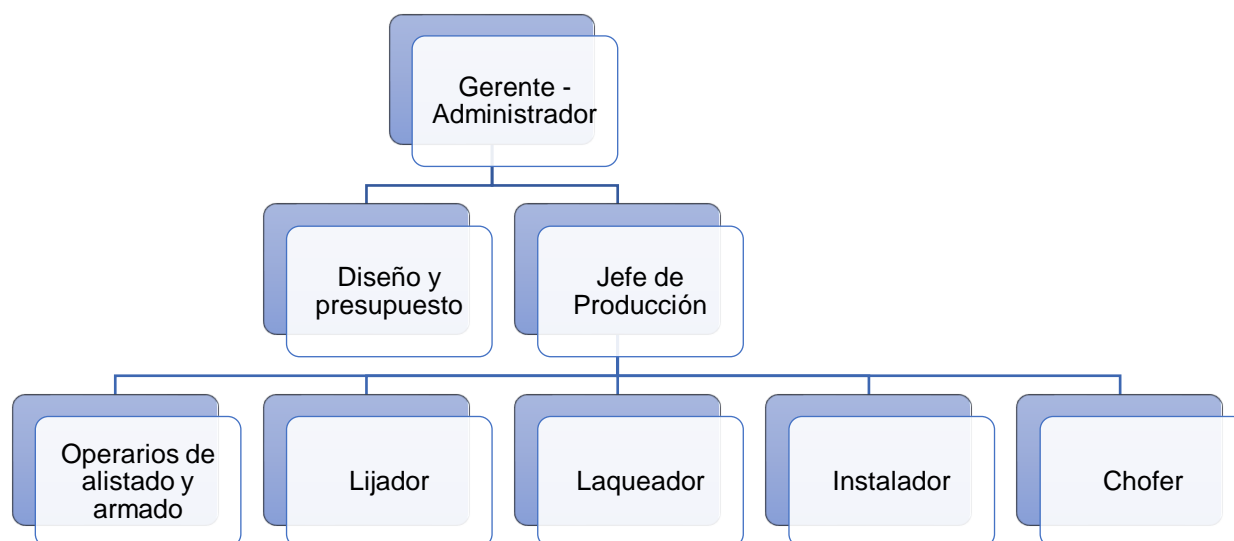 Gerente -
Administrador
Diseño y
presupuesto
Jefe de
Producción
Operarios de
alistado y
armado
Lijador
Laqueador
Instalador
Chofer